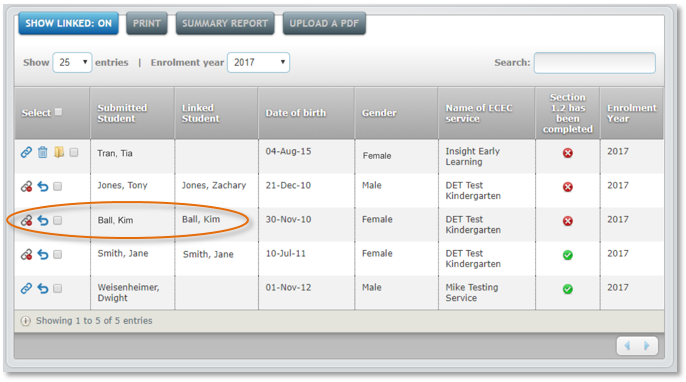 SHOW LINKED: ON PRINT SUMMARY REPORT UPLOAD A PDF
Show 25 entries | Enrolment year 2017 Search:
Select Submitted Student Linked Student Date of birth Gender Name of ECEC service Section 1.2 has been completed Enrolment Year
Tran, Tia 04-Aug-15 Female Insight Early Learning 2017
Jones, Tony Jones, Zachary 21-Dec-10 Male DET Test Kindergarten 2017
Ball, Kim Ball, Kim 30-Nov-10 Female DET Test Kindergarten 2017
Smith, Jane Smith, Jane 10-Jul-11 Female DET Test Kindergarten 2017
Weisenheimer, Dwight 01-Nov-12 Male Mike Testing Service 2017
Showing 1 to 5 of 5 entries